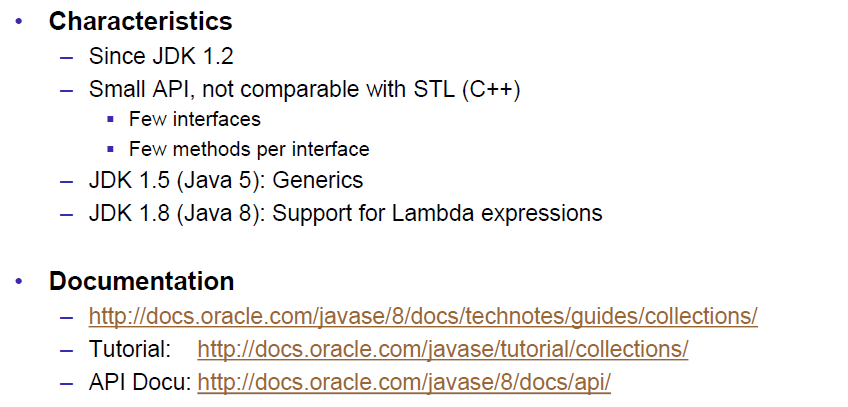 • Characteristics
– Since JDK 1.2
– Small API, not comparable with STL (C++)
▪ Few interfaces
▪ Few methods per interface
– JDK 1.5 (Java 5): Generics
– JDK 1.8 (Java 8): Support for Lambda expressions
• Documentation
– http://docs.oracle.com/javase/8/docs/technotes/guides/collections/
– Tutorial: http://docs.oracle.com/javase/tutorial/collections/
– API Docu: http://docs.oracle.com/javase/8/docs/api/